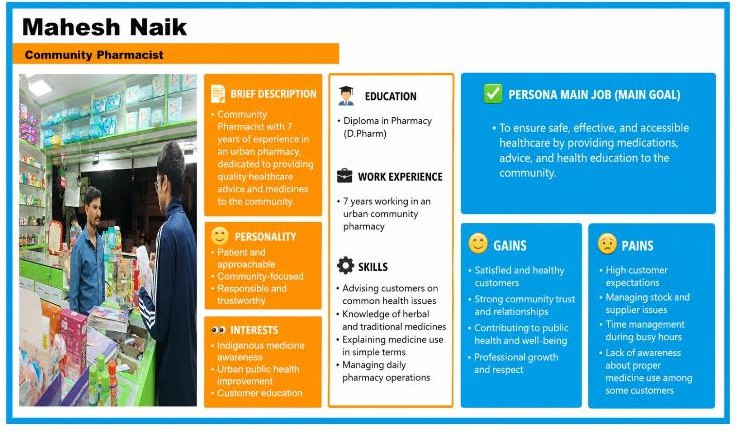 Mahesh Naik
Community Pharmacist
BRIEF DESCRIPTION
• Community
Pharmacist with 7
years of experience in
an urban pharmacy,
dedicated to providing
quality healthcare
advice and medicines
to the community.
PERSONALITY
• Patient and
approachable
• Community-focused
• Responsible and
trustworthy
INTERESTS
• Indigenous medicine
awareness
• Urban public health
improvement
• Customer education
EDUCATION
• Diploma in Pharmacy
(D.Pharm)
WORK EXPERIENCE
• 7 years working in an
urban community
pharmacy
SKILLS
• Advising customers on
common health issues
• Knowledge of herbal
and traditional medicines
• Explaining medicine use
in simple terms
• Managing daily
pharmacy operations
PERSONA MAIN JOB (MAIN GOAL)
• To ensure safe, effective, and accessible
healthcare by providing medications,
advice, and health education to the
community.
GAINS
• Satisfied and healthy
customers
• Strong community trust
and relationships
• Contributing to public
health and well-being
• Professional growth
and respect
PAINS
• High customer
expectations
• Managing stock and
supplier issues
• Time management
during busy hours
• Lack of awareness
about proper
medicine use among
some customers